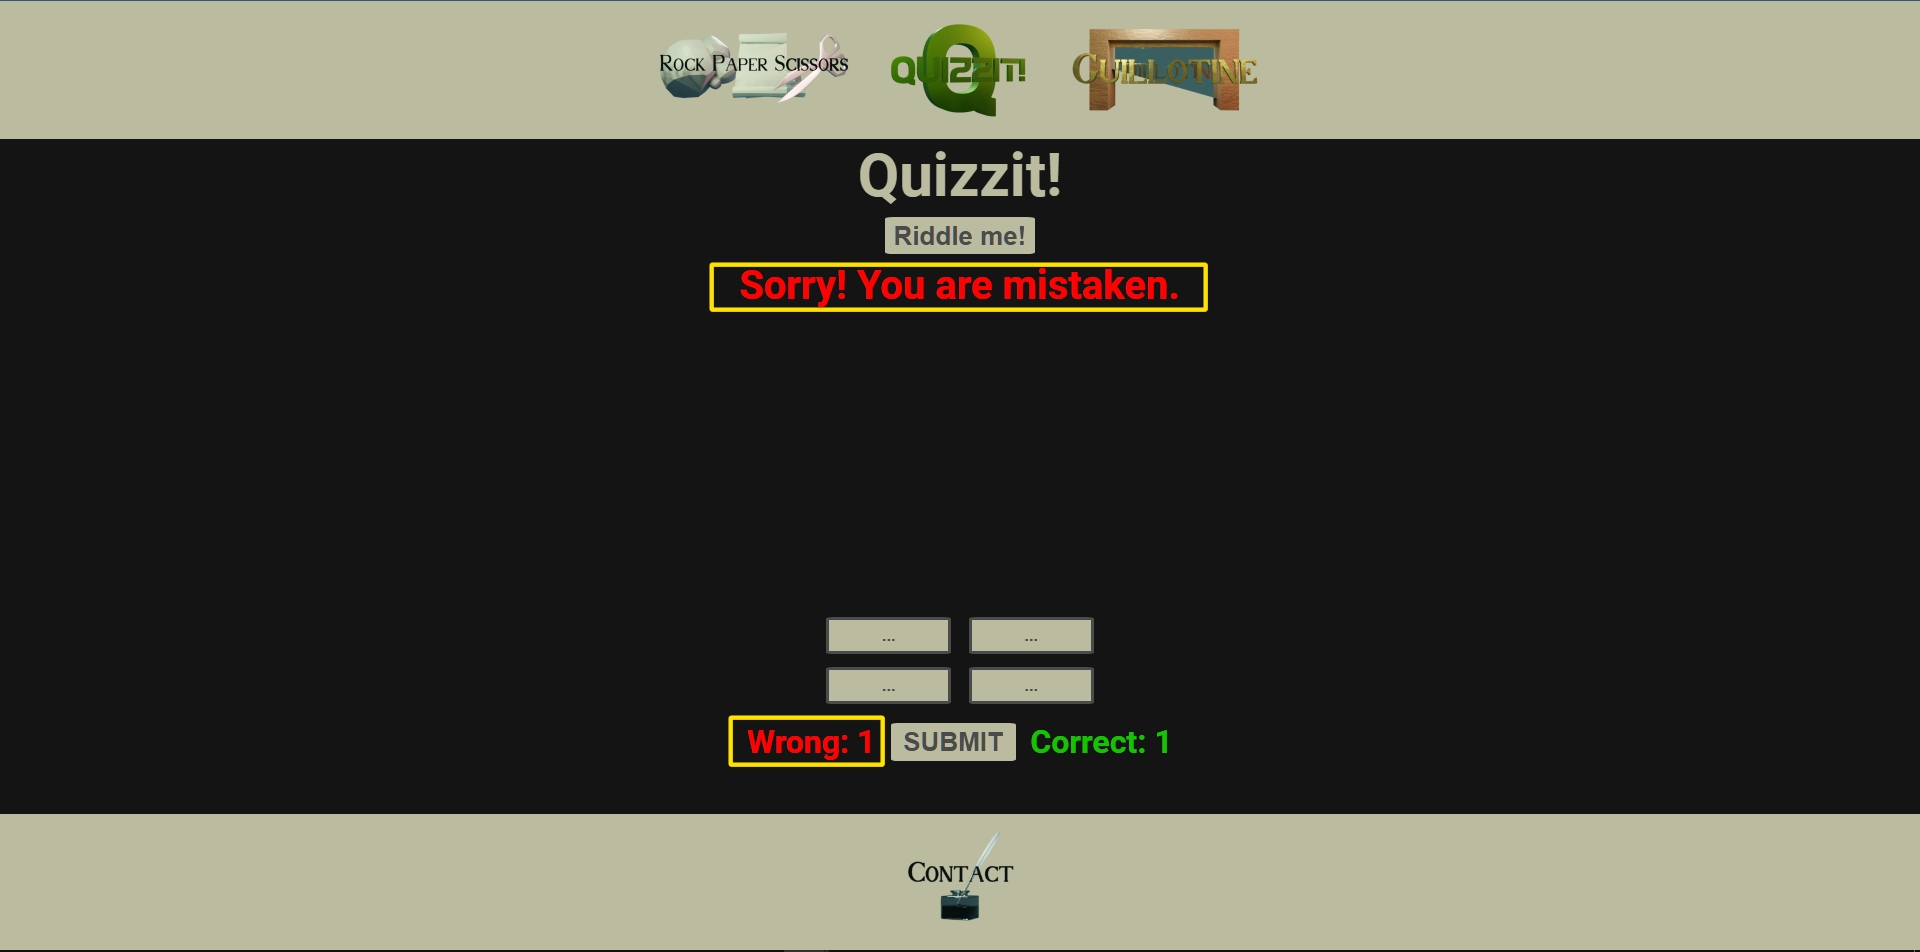 Rock Paper Scissors
QUIZZIT!
Guillotine
Quizzit!
Riddle me!
Sorry! You are mistaken.
... ...
... ...
Wrong: 1 SUBMIT Correct: 1
Contact